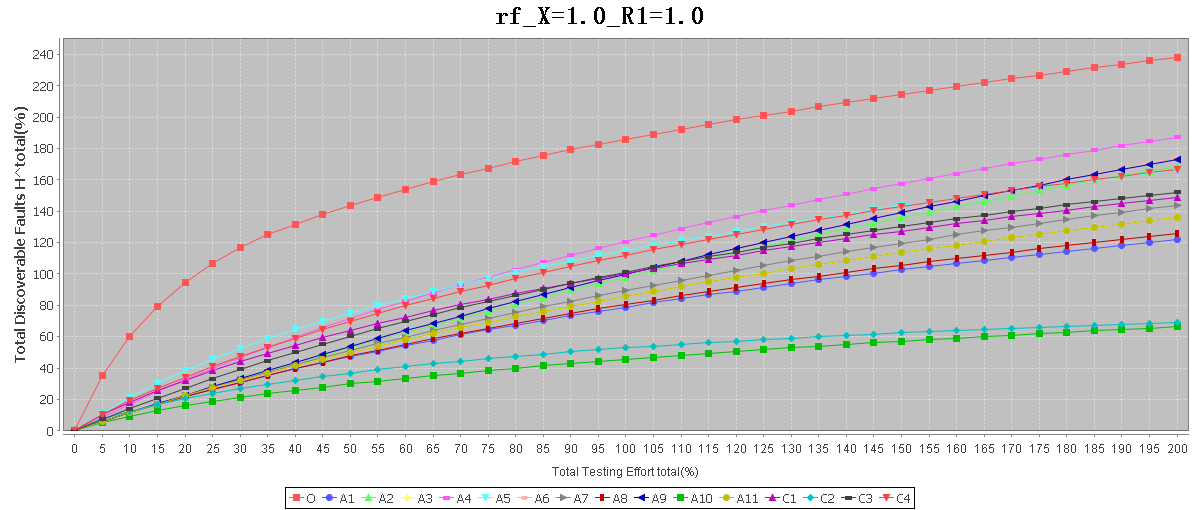 rf_X=1.0_R1=1.0
Total Discoverable Faults H^total(%)
240
220
200
180
160
140
120
100
80
60
40
20
0
0 5 10 15 20 25 30 35 40 45 50 55 60 65 70 75 80 85 90 95 100 105 110 115 120 125 130 135 140 145 150 155 160 165 170 175 180 185 190 195 200
Total Testing Effort total(%)
O A1 A2 A3 A4 A5 A6 A7 A8 A9 A10 A11 C1 C2 C3 C4